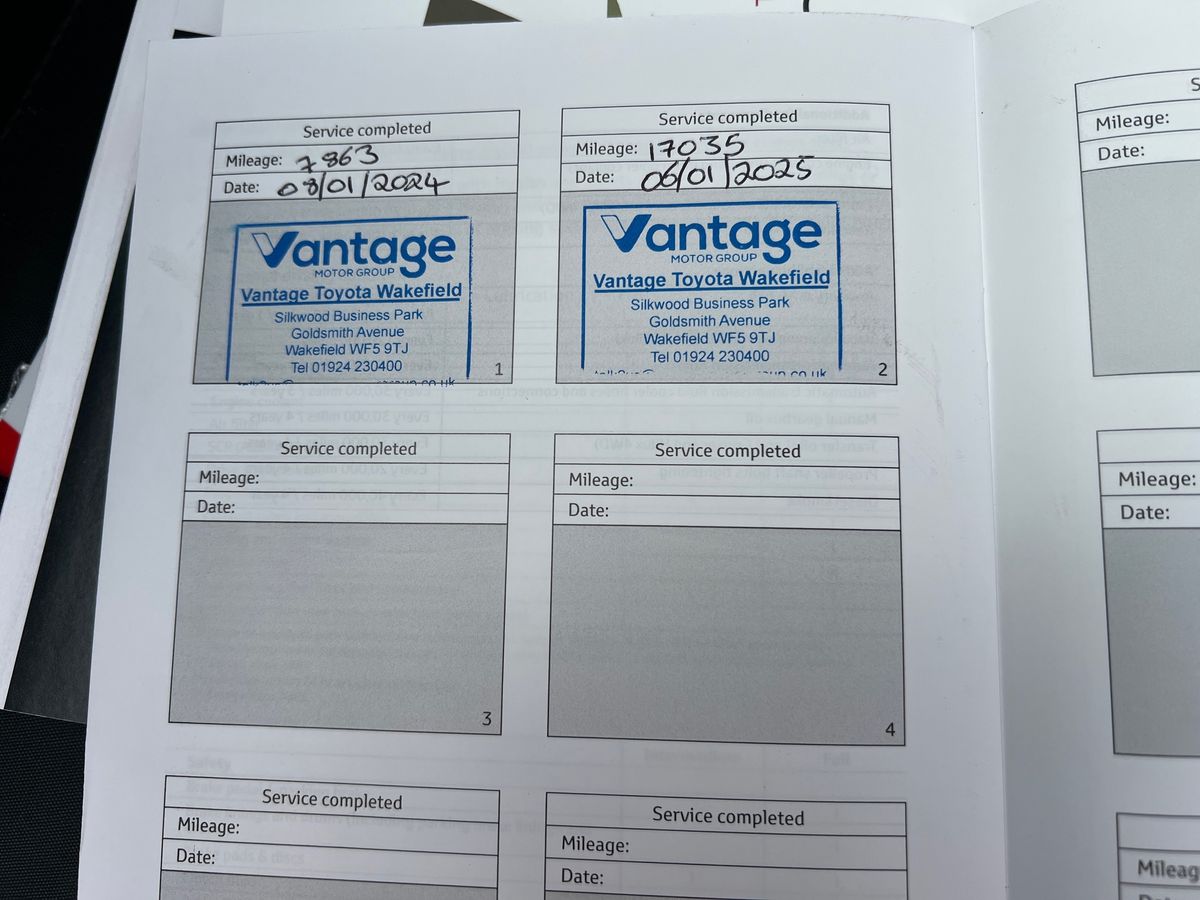 Service completed
Mileage: 7863
Date: 08/01/2024
Vantage
MOTOR GROUP
Vantage Toyota Wakefield
Silkwood Business Park
Goldsmith Avenue
Wakefield WF5 9TJ
Tel 01924 230400
1
Service completed
Mileage: 17035
Date: 06/01/2025
Vantage
MOTOR GROUP
Vantage Toyota Wakefield
Silkwood Business Park
Goldsmith Avenue
Wakefield WF5 9TJ
Tel 01924 230400
2
Service completed
Mileage:
Date:
3
Service completed
Mileage:
Date:
4
Service completed
Mileage:
Date:
Service completed
Mileage:
Date:
Mileage:
Date:
Mileage:
Date:
Mileag